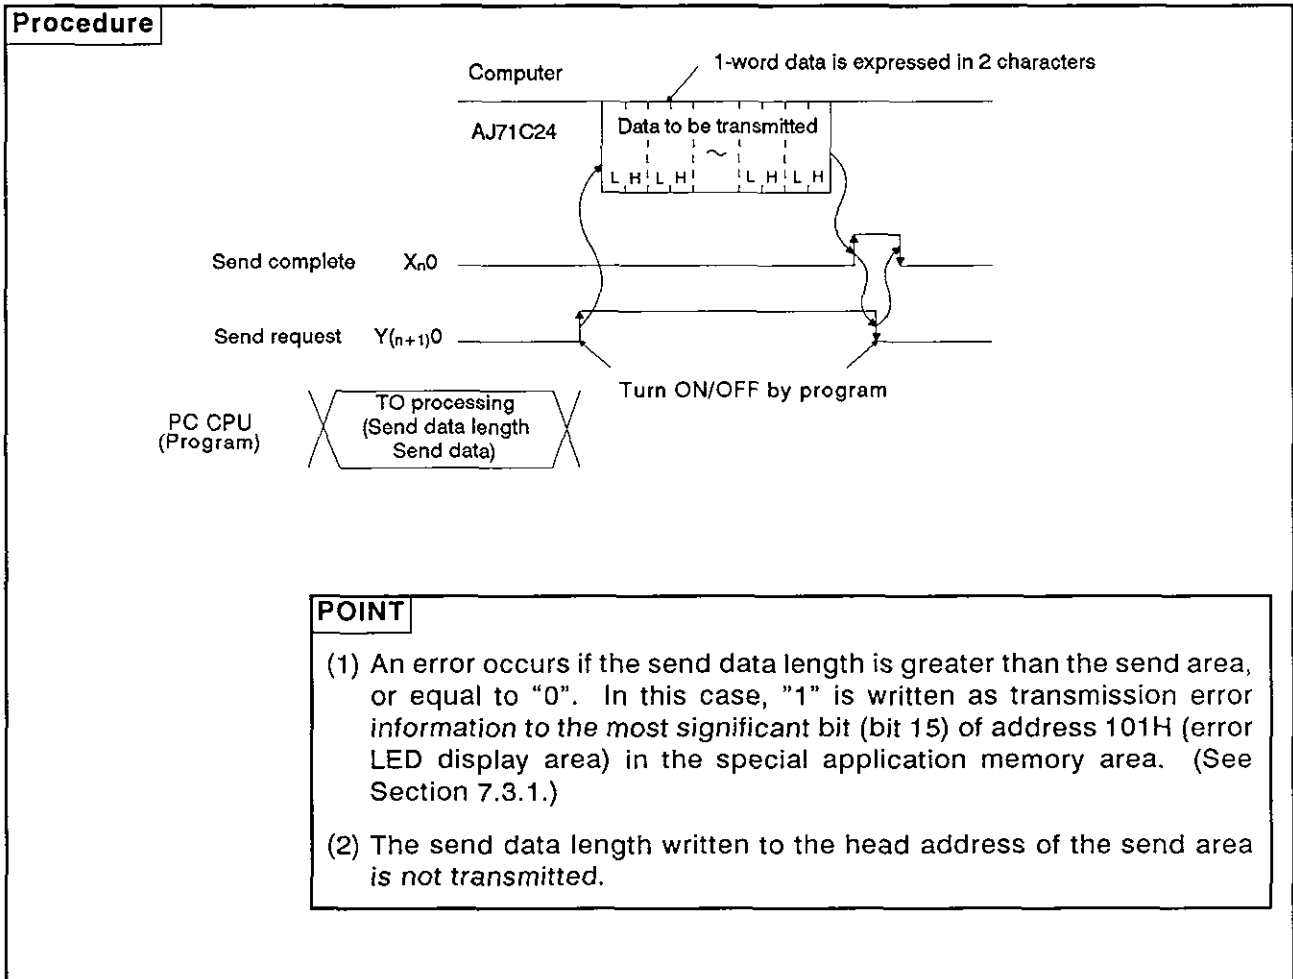 Procedure
Computer
1-word data is expressed in 2 characters
AJ71C24
Data to be transmitted
~
L H L H L H L H
Send complete Xn0
Send request Y(n+1)0
Turn ON/OFF by program
PC CPU
(Program)
TO processing
(Send data length
Send data)
POINT
(1) An error occurs if the send data length is greater than the send area,
or equal to “0”. In this case, ”1” is written as transmission error
information to the most significant bit (bit 15) of address 101H (error
LED display area) in the special application memory area. (See
Section 7.3.1.)
(2) The send data length written to the head address of the send area
is not transmitted.